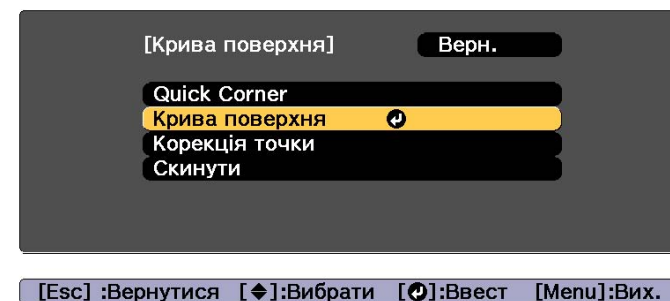 [Крива поверхня] Верн.
Quick Corner
Крива поверхня
Корекція точки
Скинути
[Esc] :Вернутися [◆]:Вибрати [↵]:Ввест [Menu]:Вих.